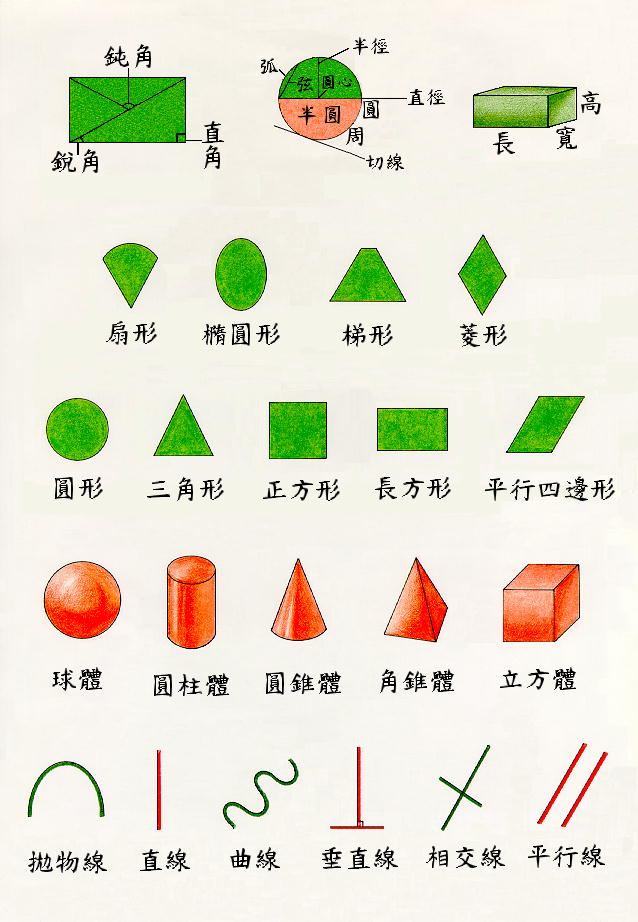 鈍角
銳角
直角
弧
弦
圓心
半徑
直徑
半圓
圓周
切線
長
寬
高
扇形 橢圓形 梯形 菱形
圓形 三角形 正方形 長方形 平行四邊形
球體 圓柱體 圓錐體 角錐體 立方體
拋物線 直線 曲線 垂直線 相交線 平行線